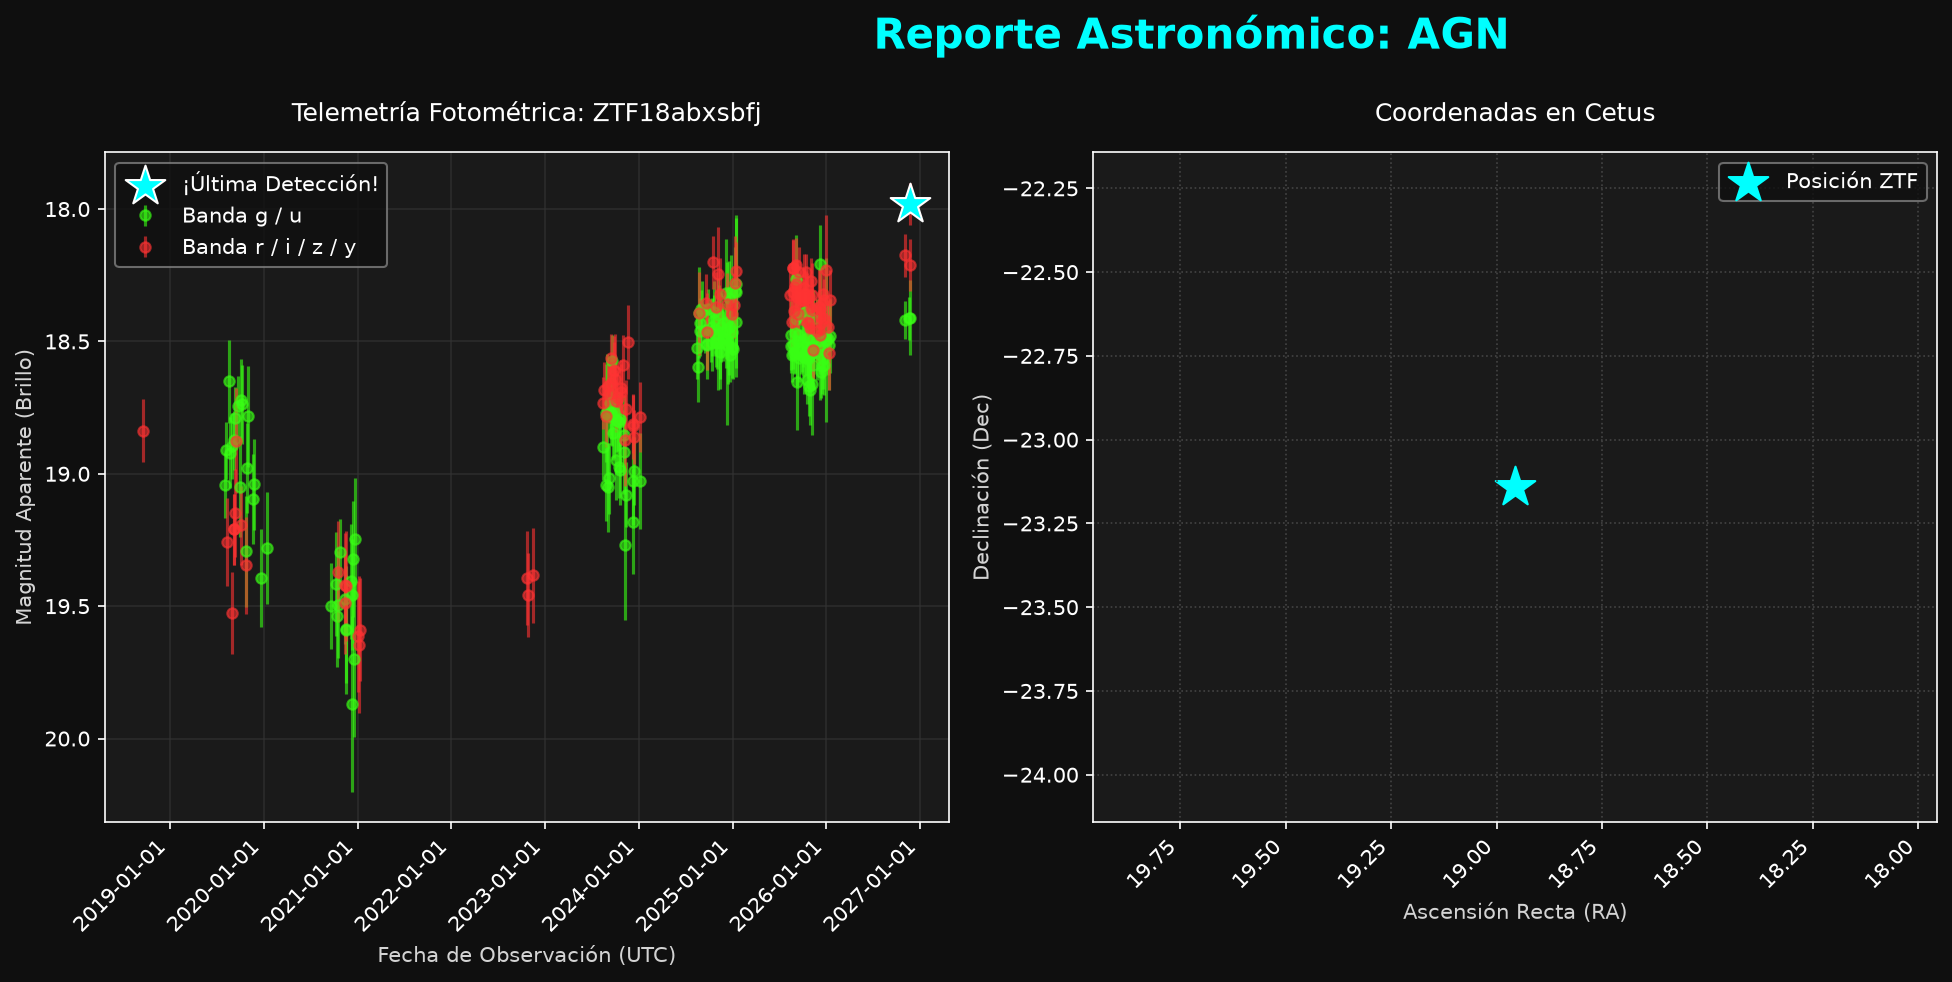 Reporte Astronómico: AGN
Telemetría Fotométrica: ZTF18abxsbfj
¡Última Detección!
Banda g / u
Banda r / i / z / y
Magnitud Aparente (Brillo)
18.0
18.5
19.0
19.5
20.0
2019-01-01
2020-01-01
2021-01-01
2022-01-01
2023-01-01
2024-01-01
2025-01-01
2026-01-01
2027-01-01
Fecha de Observación (UTC)
Coordenadas en Cetus
Posición ZTF
Declinación (Dec)
−22.25
−22.50
−22.75
−23.00
−23.25
−23.50
−23.75
−24.00
19.75
19.50
19.25
19.00
18.75
18.50
18.25
18.00
Ascensión Recta (RA)